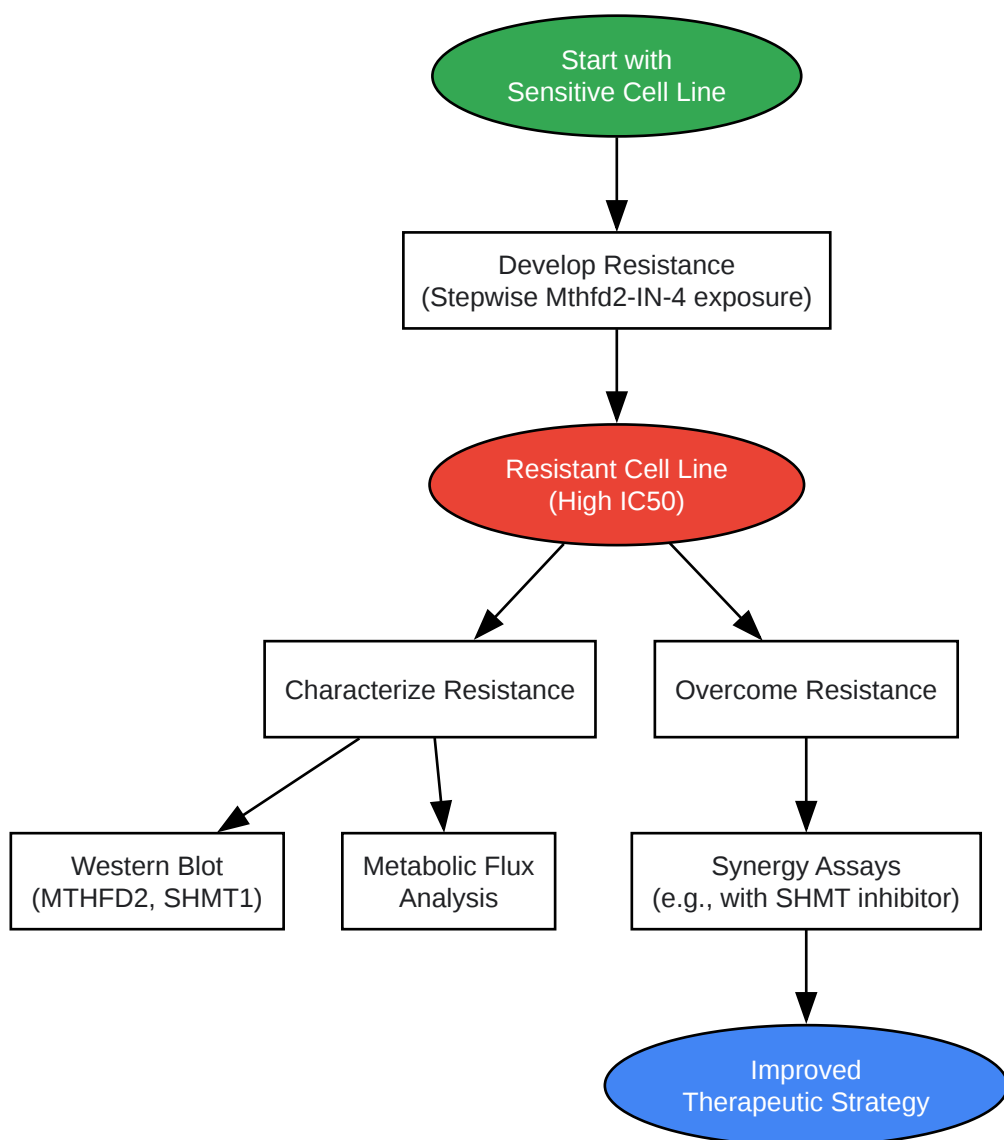 Start with
Sensitive Cell Line
Develop Resistance
(Stepwise Mthfd2-IN-4 exposure)
Resistant Cell Line
(High IC50)
Characterize Resistance
Overcome Resistance
Western Blot
(MTHFD2, SHMT1)
Metabolic Flux
Analysis
Synergy Assays
(e.g., with SHMT inhibitor)
Improved
Therapeutic Strategy